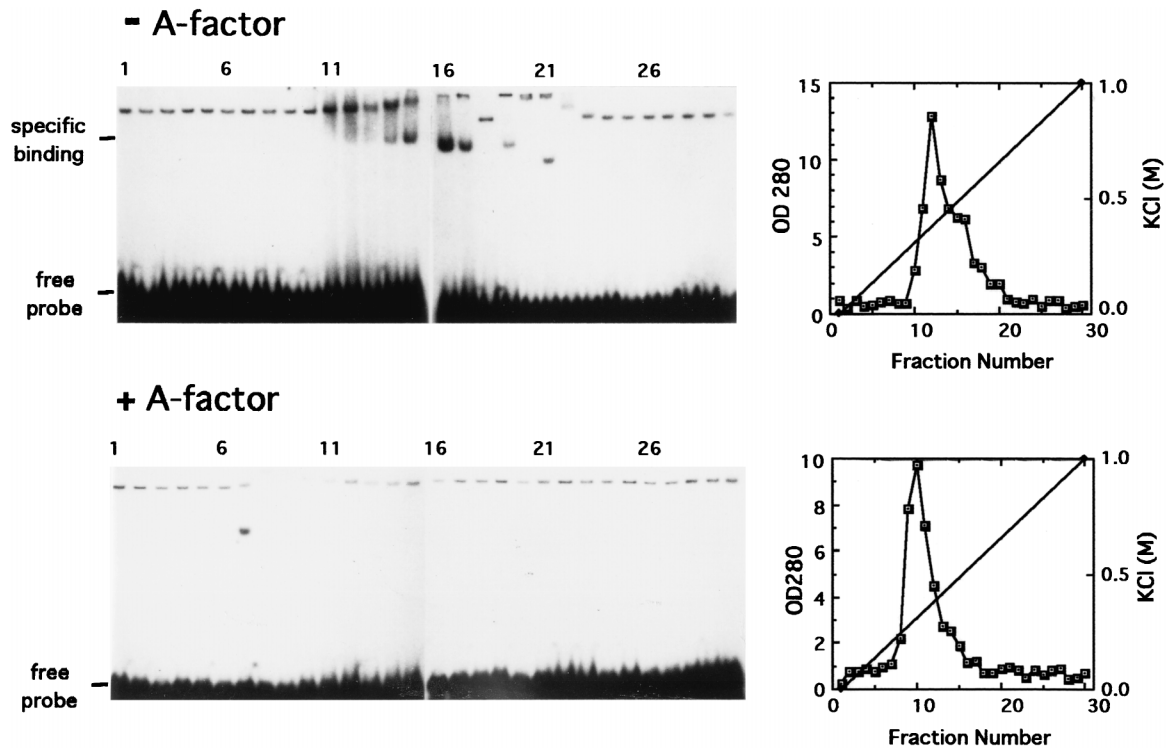 - A-factor
1 6 11 16 21 26
specific
binding
free
probe
15
10
5
0
OD 280
1.0
0.5
0.0
KCl (M)
0 10 20 30
Fraction Number
+ A-factor
1 6 11 16 21 26
free
probe
10
8
6
4
2
0
OD280
1.0
0.5
0.0
KCl (M)
0 10 20 30
Fraction Number